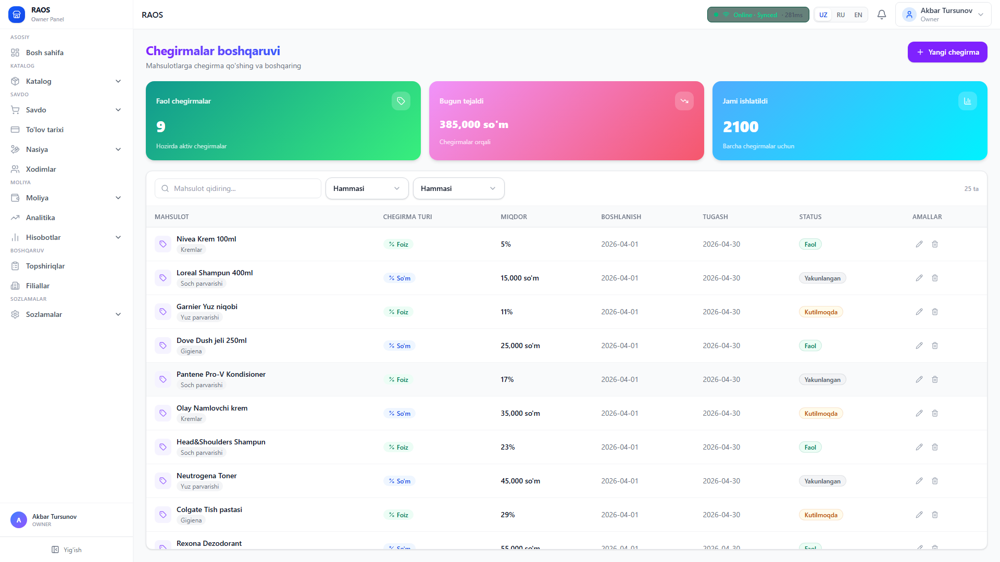 RAOS
Owner Panel
ASOSIY
Bosh sahifa
KATALOG
Katalog
SAVDO
Savdo
To'lov tarixi
Nasiya
Xodimlar
MOLIYA
Moliya
Analitika
Hisobotlar
BOSHQARUV
Topshiriqlar
Filiallar
SOZLAMALAR
Sozlamalar
A
Akbar Tursunov
OWNER
Yig'ish
RAOS
Online · Synced · 281ms
UZ RU EN
Akbar Tursunov
Owner
Chegirmalar boshqaruvi
Mahsulotlarga chegirma qo'shing va boshqaring
+ Yangi chegirma
Faol chegirmalar
9
Hozirda aktiv chegirmalar
Bugun tejaldi
385,000 so'm
Chegirmalar orqali
Jami ishlatildi
2100
Barcha chegirmalar uchun
Mahsulot qidiring...
Hammasi
Hammasi
25 ta
MAHSULOT CHEGIRMA TURI MIQDOR BOSHLANISH TUGASH STATUS AMALLAR
Nivea Krem 100ml
Kremlar
% Foiz 5% 2026-04-01 2026-04-30 Faol
Loreal Shampun 400ml
Soch parvarishi
% So'm 15,000 so'm 2026-04-01 2026-04-30 Yakunlangan
Garnier Yuz niqobi
Yuz parvarishi
% Foiz 11% 2026-04-01 2026-04-30 Kutilmoqda
Dove Dush jeli 250ml
Gigiena
% So'm 25,000 so'm 2026-04-01 2026-04-30 Faol
Pantene Pro-V Kondisioner
Soch parvarishi
% Foiz 17% 2026-04-01 2026-04-30 Yakunlangan
Olay Namlovchi krem
Kremlar
% So'm 35,000 so'm 2026-04-01 2026-04-30 Kutilmoqda
Head&Shoulders Shampun
Soch parvarishi
% Foiz 23% 2026-04-01 2026-04-30 Faol
Neutrogena Toner
Yuz parvarishi
% So'm 45,000 so'm 2026-04-01 2026-04-30 Yakunlangan
Colgate Tish pastasi
Gigiena
% Foiz 29% 2026-04-01 2026-04-30 Kutilmoqda
Rexona Dezodorant
% So'm 55,000 so'm 2026-04-01 2026-04-30 Faol